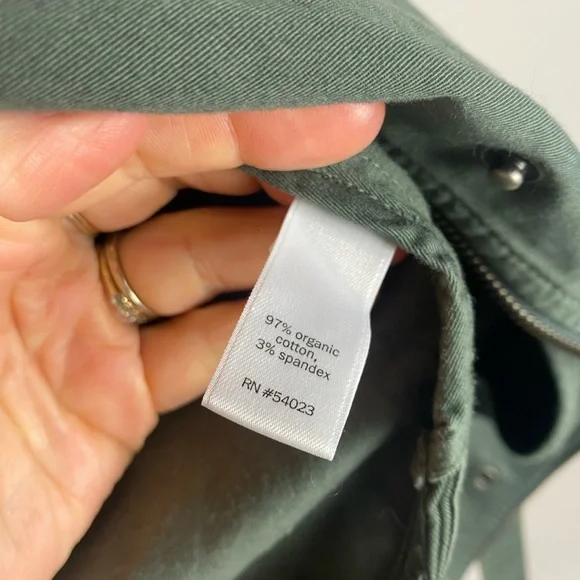 97% organic
cotton,
3% spandex
RN #54023